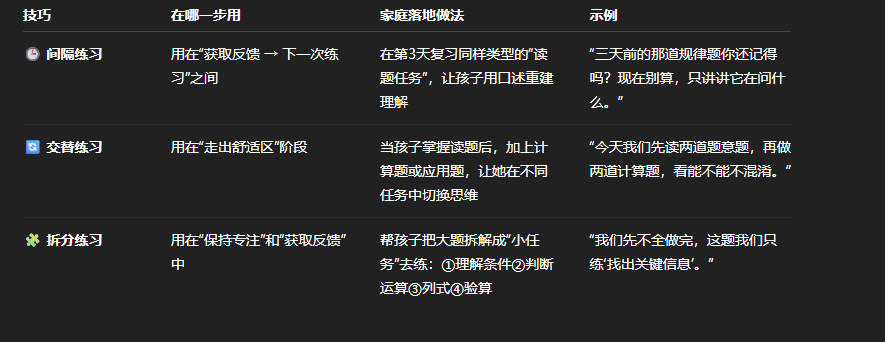 技巧 在哪一步用 家庭落地做法 示例
🕒 间隔练习 用在“获取反馈 → 下一次练 在第3天复习同样类型的“读 “三天前的那道规律题你还记得
习”之间 题任务”，让孩子用口述重建 吗？现在别算，只讲讲它在问什
理解 么。”
🔄 交替练习 用在“走出舒适区”阶段 当孩子掌握读题后，加上计 “今天我们先读两道题意题，再做
算题或应用题，让她在不同 两道计算题，看能不能不混淆。”
任务中切换思维
🧩 拆分练习 用在“保持专注”和“获取反馈” 帮孩子把大题拆解成“小任 “我们先不全做完，这题我们只
中 务”去练：①理解条件②判断 练‘找出关键信息’。”
运算③列式④验算